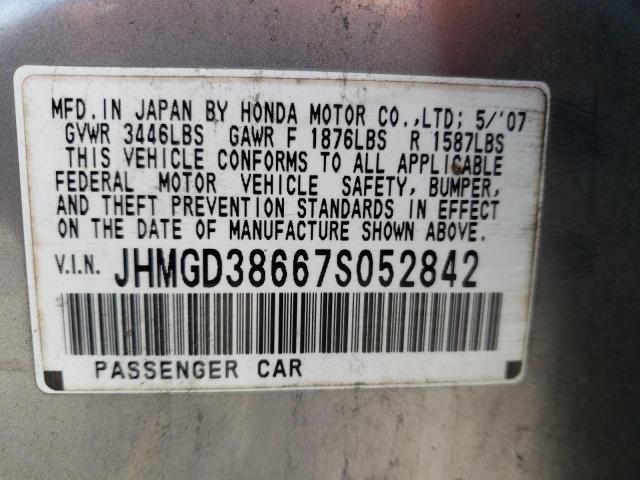 MFD. IN JAPAN BY HONDA MOTOR CO.,LTD; 5/'07
GVWR 3446LBS GAWR F 1876LBS R 1587LBS
THIS VEHICLE CONFORMS TO ALL APPLICABLE
FEDERAL MOTOR VEHICLE SAFETY, BUMPER,
AND THEFT PREVENTION STANDARDS IN EFFECT
ON THE DATE OF MANUFACTURE SHOWN ABOVE.
V.I.N. JHMGD38667S052842
PASSENGER CAR